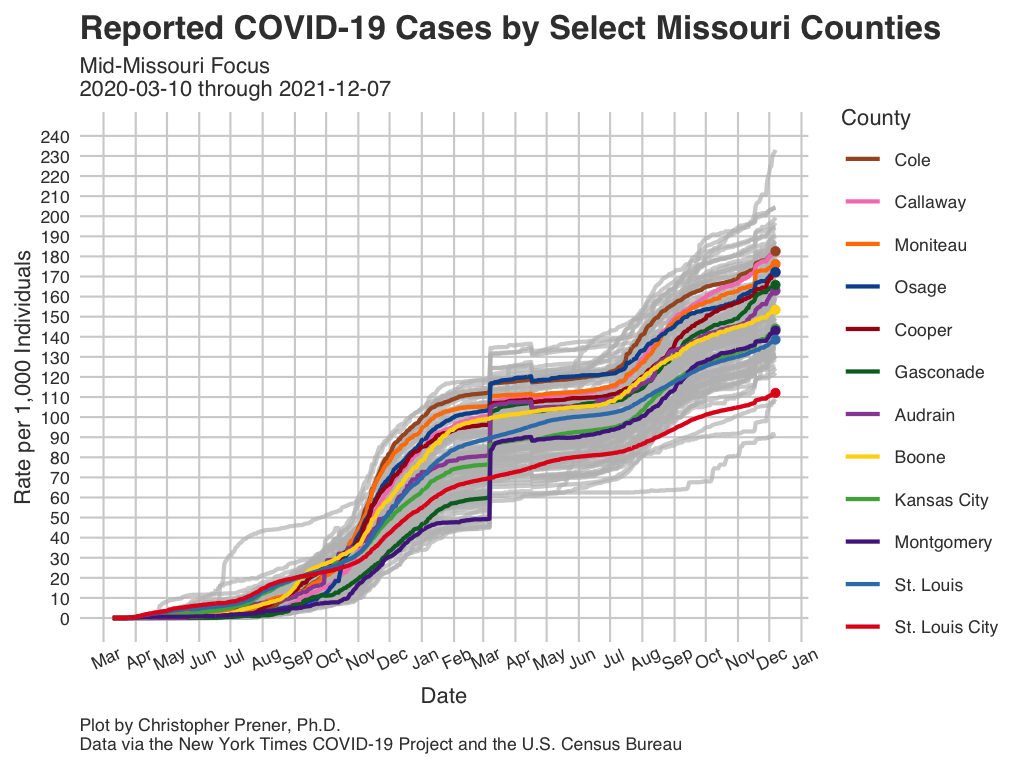 Reported COVID-19 Cases by Select Missouri Counties
Mid-Missouri Focus
2020-03-10 through 2021-12-07
County
Cole
Callaway
Moniteau
Osage
Cooper
Gasconade
Audrain
Boone
Kansas City
Montgomery
St. Louis
St. Louis City
Rate per 1,000 Individuals
240
230
220
210
200
190
180
170
160
150
140
130
120
110
100
90
80
70
60
50
40
30
20
10
0
Mar Apr May Jun Jul Aug Sep Oct Nov Dec Jan Feb Mar Apr May Jun Jul Aug Sep Oct Nov Dec Jan
Date
Plot by Christopher Prener, Ph.D.
Data via the New York Times COVID-19 Project and the U.S. Census Bureau